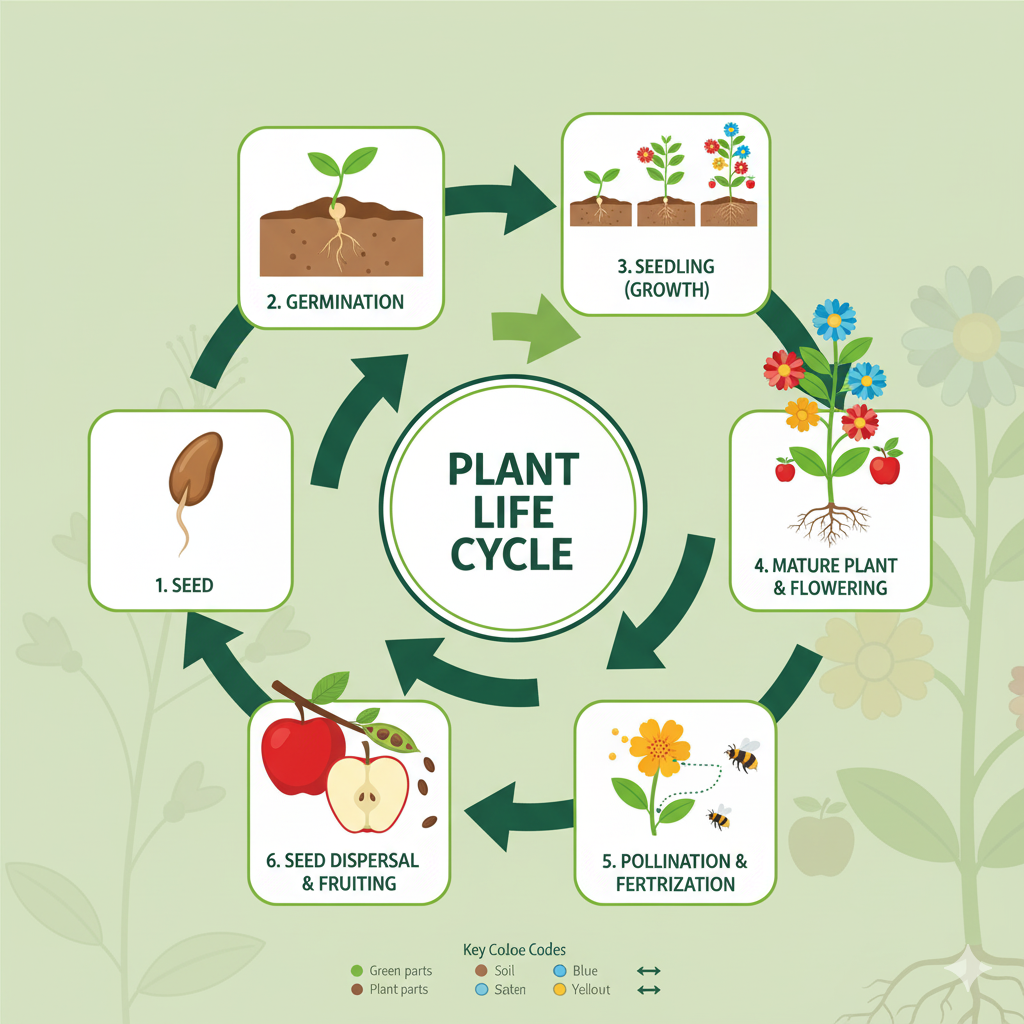 2. GERMINATION
3. SEEDLING
(GROWTH)
PLANT
LIFE
CYCLE
1. SEED
4. MATURE PLANT
& FLOWERING
6. SEED DISPERSAL
& FRUITING
5. POLLINATION &
FERTRIZATION
Key Coloe Codes
Green parts
Soil
Blue
Plant parts
Saten
Yellout